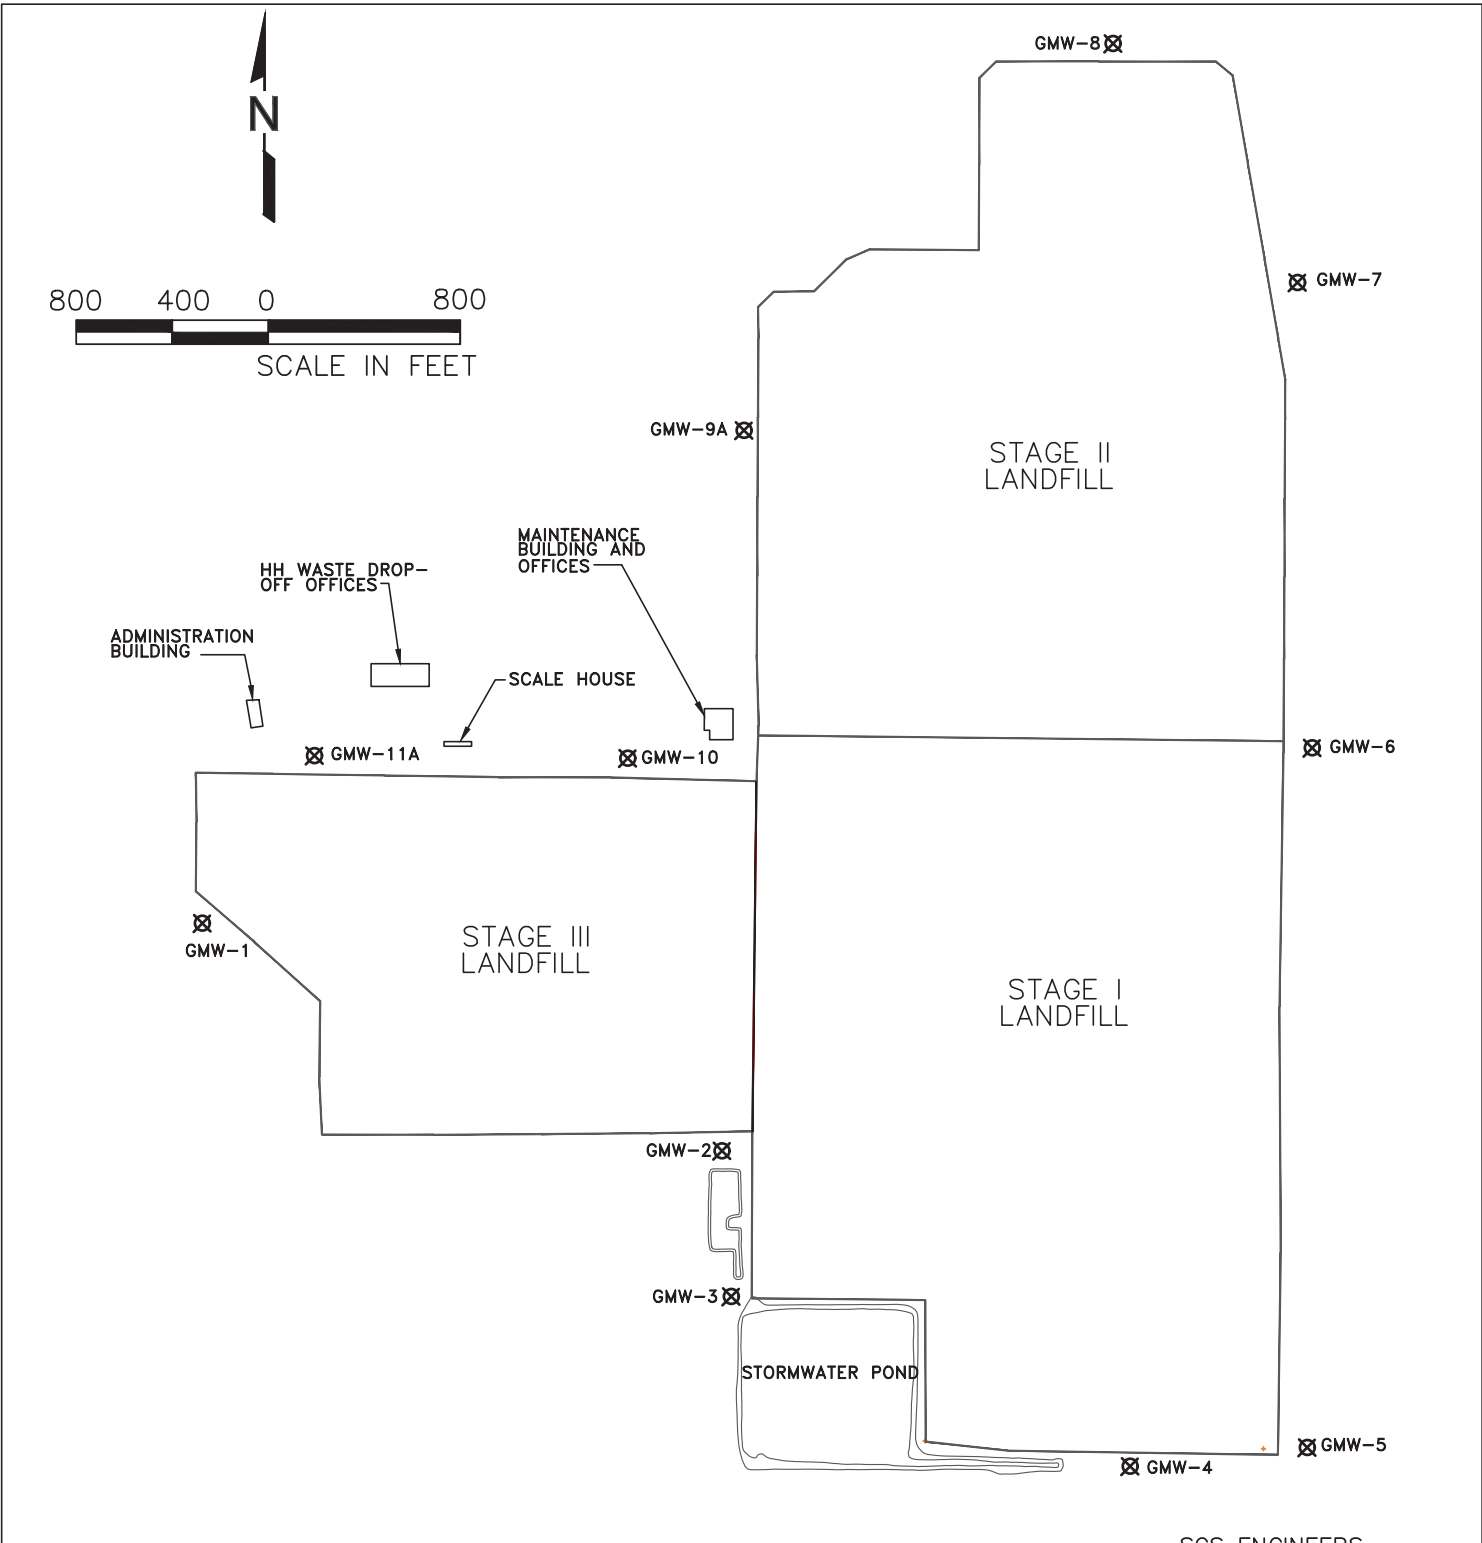 GMW-8
N
GMW-7
800 400 0 800
SCALE IN FEET
GMW-9A
STAGE II
LANDFILL
MAINTENANCE
BUILDING AND
OFFICES
HH WASTE DROP-
OFF OFFICES
ADMINISTRATION
BUILDING
SCALE HOUSE
GMW-11A
GMW-10
GMW-6
GMW-1
STAGE III
LANDFILL
STAGE I
LANDFILL
GMW-2
GMW-3
STORMWATER POND
GMW-5
GMW-4
SCS ENGINEERS